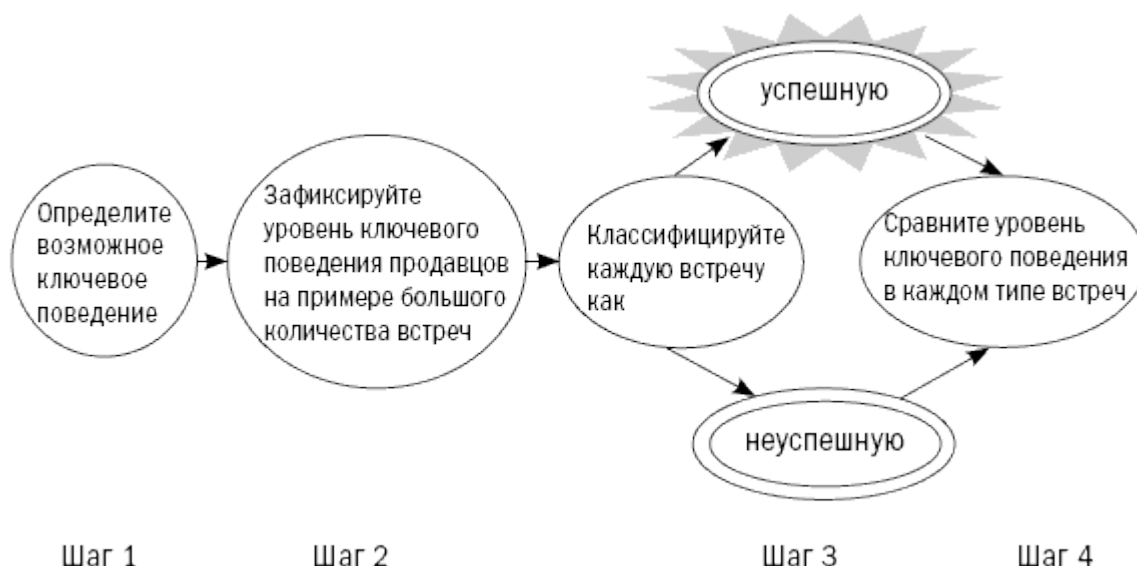 успешную
Определите
возможное
ключевое
поведение
Зафиксируйте
уровень ключевого
поведения продавцов
на примере большого
количества встреч
Классифицируйте
каждую встречу
как
Сравните уровень
ключевого поведения
в каждом типе встреч
неуспешную
Шаг 1 Шаг 2 Шаг 3 Шаг 4